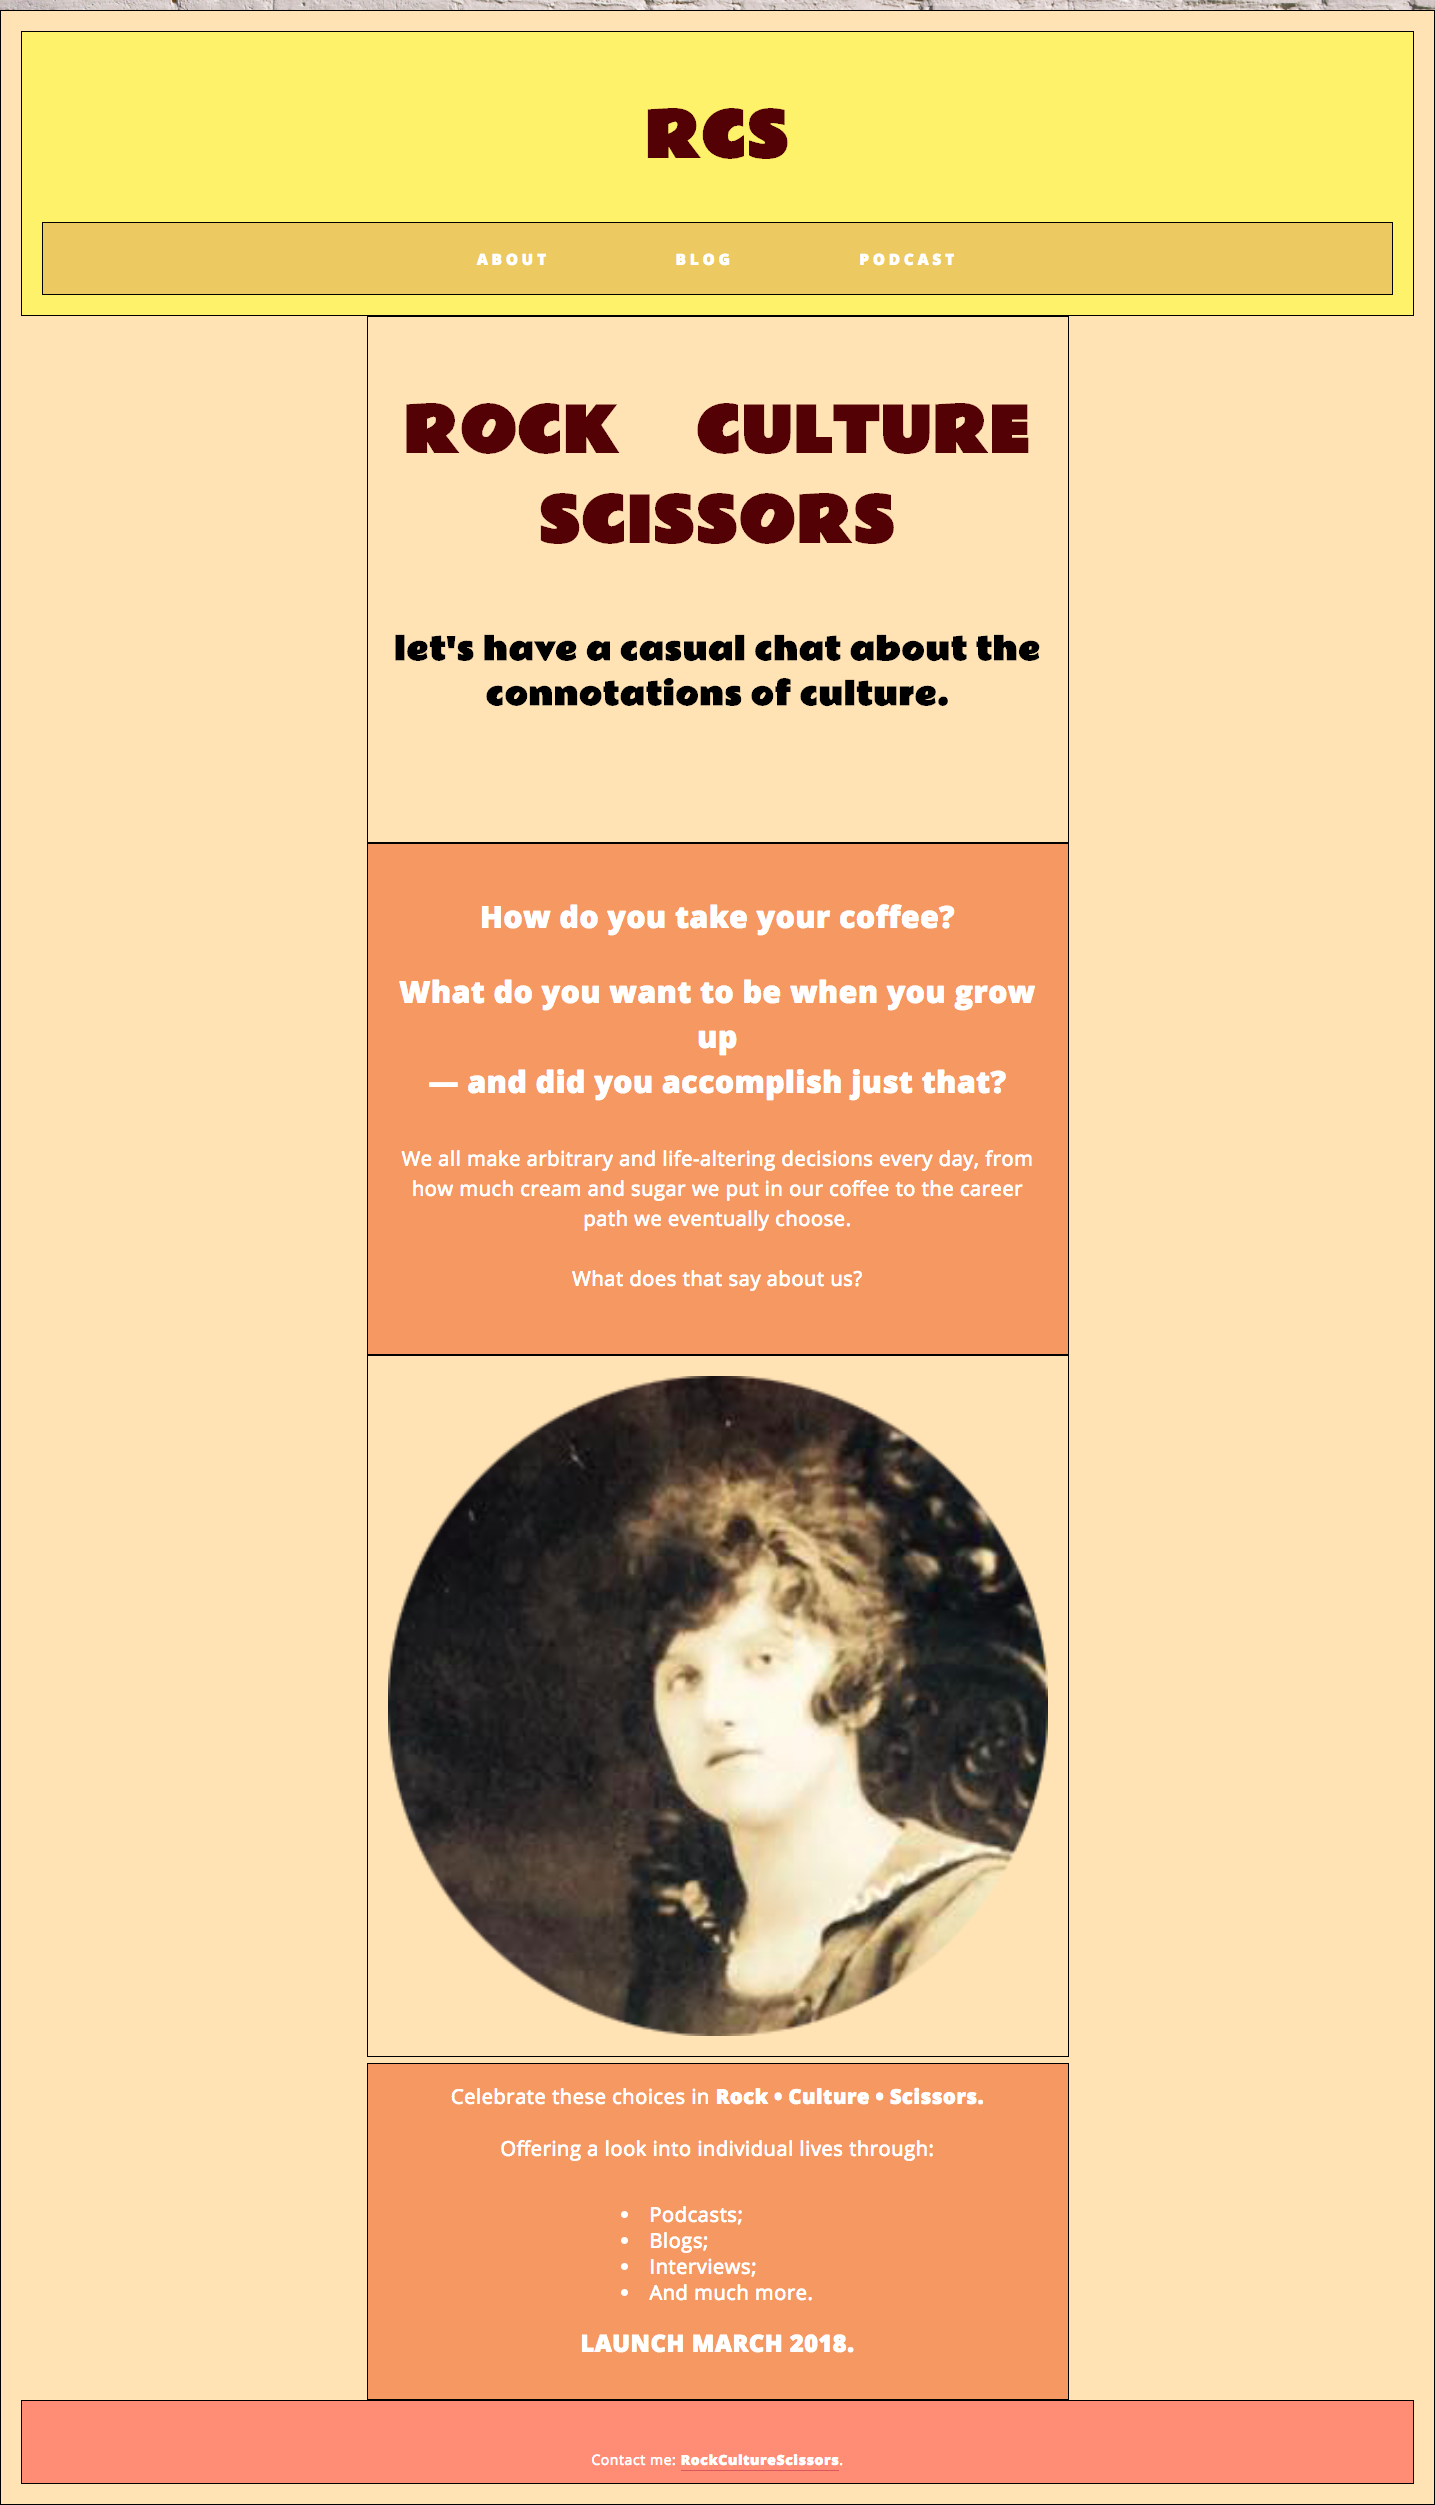 RCS
ABOUT BLOG PODCAST
ROCK CULTURE
SCISSORS
let's have a casual chat about the
connotations of culture.
How do you take your coffee?
What do you want to be when you grow
up
— and did you accomplish just that?
We all make arbitrary and life-altering decisions every day, from
how much cream and sugar we put in our coffee to the career
path we eventually choose.
What does that say about us?
Celebrate these choices in Rock • Culture • Scissors.
Offering a look into individual lives through:
• Podcasts;
• Blogs;
• Interviews;
• And much more.
LAUNCH MARCH 2018.
Contact me: RockCultureScissors.